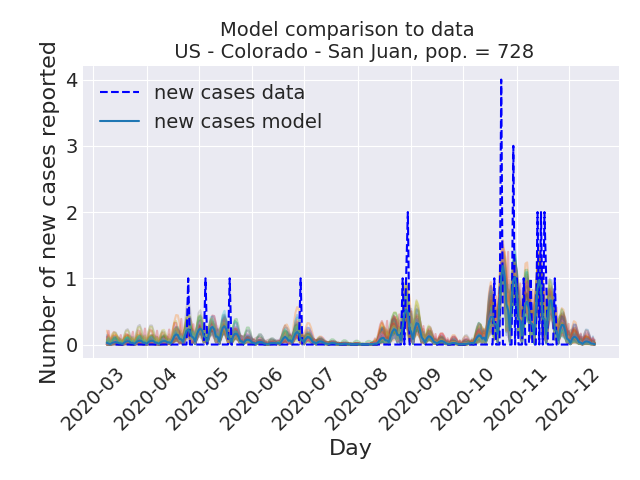 Model comparison to data
US - Colorado - San Juan, pop. = 728
Number of new cases reported
4
3
2
1
0
new cases data
new cases model
2020-03
2020-04
2020-05
2020-06
2020-07
2020-08
2020-09
2020-10
2020-11
2020-12
Day